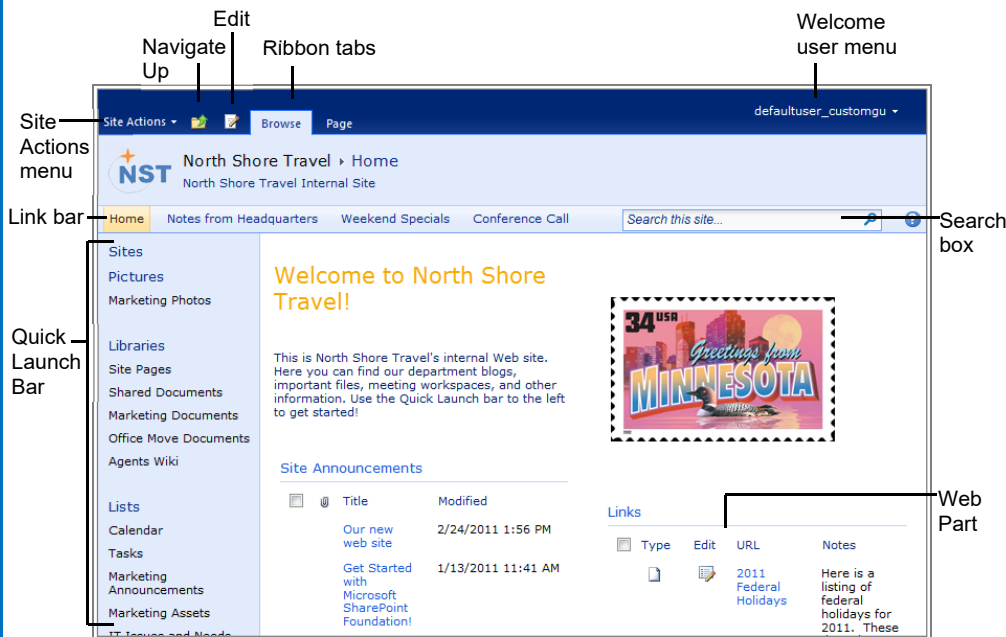 Edit
Navigate
Up
Ribbon tabs
Welcome
user menu
Site
Actions
menu
Site Actions
Browse
Page
defaultuser_customgu
NST
North Shore Travel › Home
North Shore Travel Internal Site
Link bar
Home
Notes from Headquarters
Weekend Specials
Conference Call
Search this site...
?
Search
box
Quick
Launch
Bar
Sites
Pictures
Marketing Photos
Libraries
Site Pages
Shared Documents
Marketing Documents
Office Move Documents
Agents Wiki
Lists
Calendar
Tasks
Marketing
Announcements
Marketing Assets
IT Issues and Needs
Welcome to North Shore
Travel!
This is North Shore Travel's internal Web site.
Here you can find our department blogs,
important files, meeting workspaces, and other
information. Use the Quick Launch bar to the left
to get started!
34 USA
Greetings from
MINNESOTA
Site Announcements
Title
Modified
Our new
web site
2/24/2011 1:56 PM
Get Started
with
Microsoft
SharePoint
Foundation!
1/13/2011 11:41 AM
Web
Part
Links
Type
Edit
URL
Notes
2011
Federal
Holidays
Here is a
listing of
federal
holidays for
2011. These